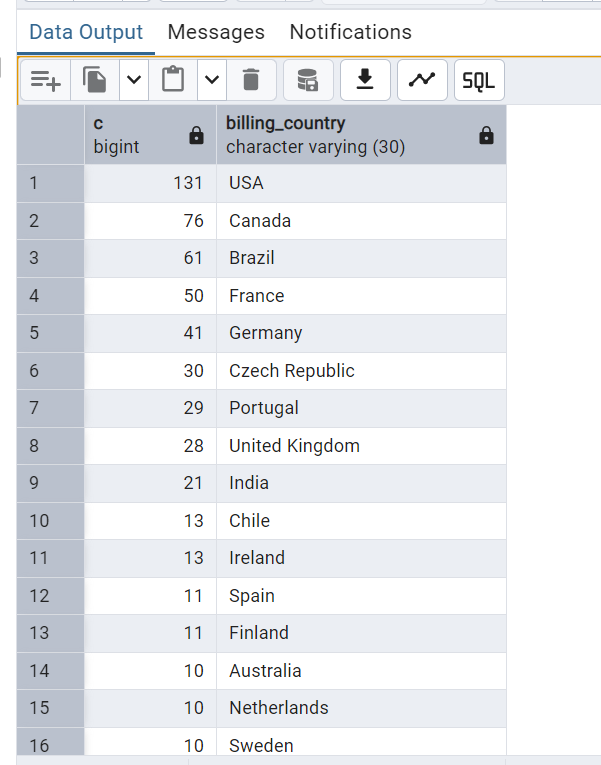 Data Output Messages Notifications
SQL
c billing_country
bigint character varying (30)
1 131 USA
2 76 Canada
3 61 Brazil
4 50 France
5 41 Germany
6 30 Czech Republic
7 29 Portugal
8 28 United Kingdom
9 21 India
10 13 Chile
11 13 Ireland
12 11 Spain
13 11 Finland
14 10 Australia
15 10 Netherlands
16 10 Sweden